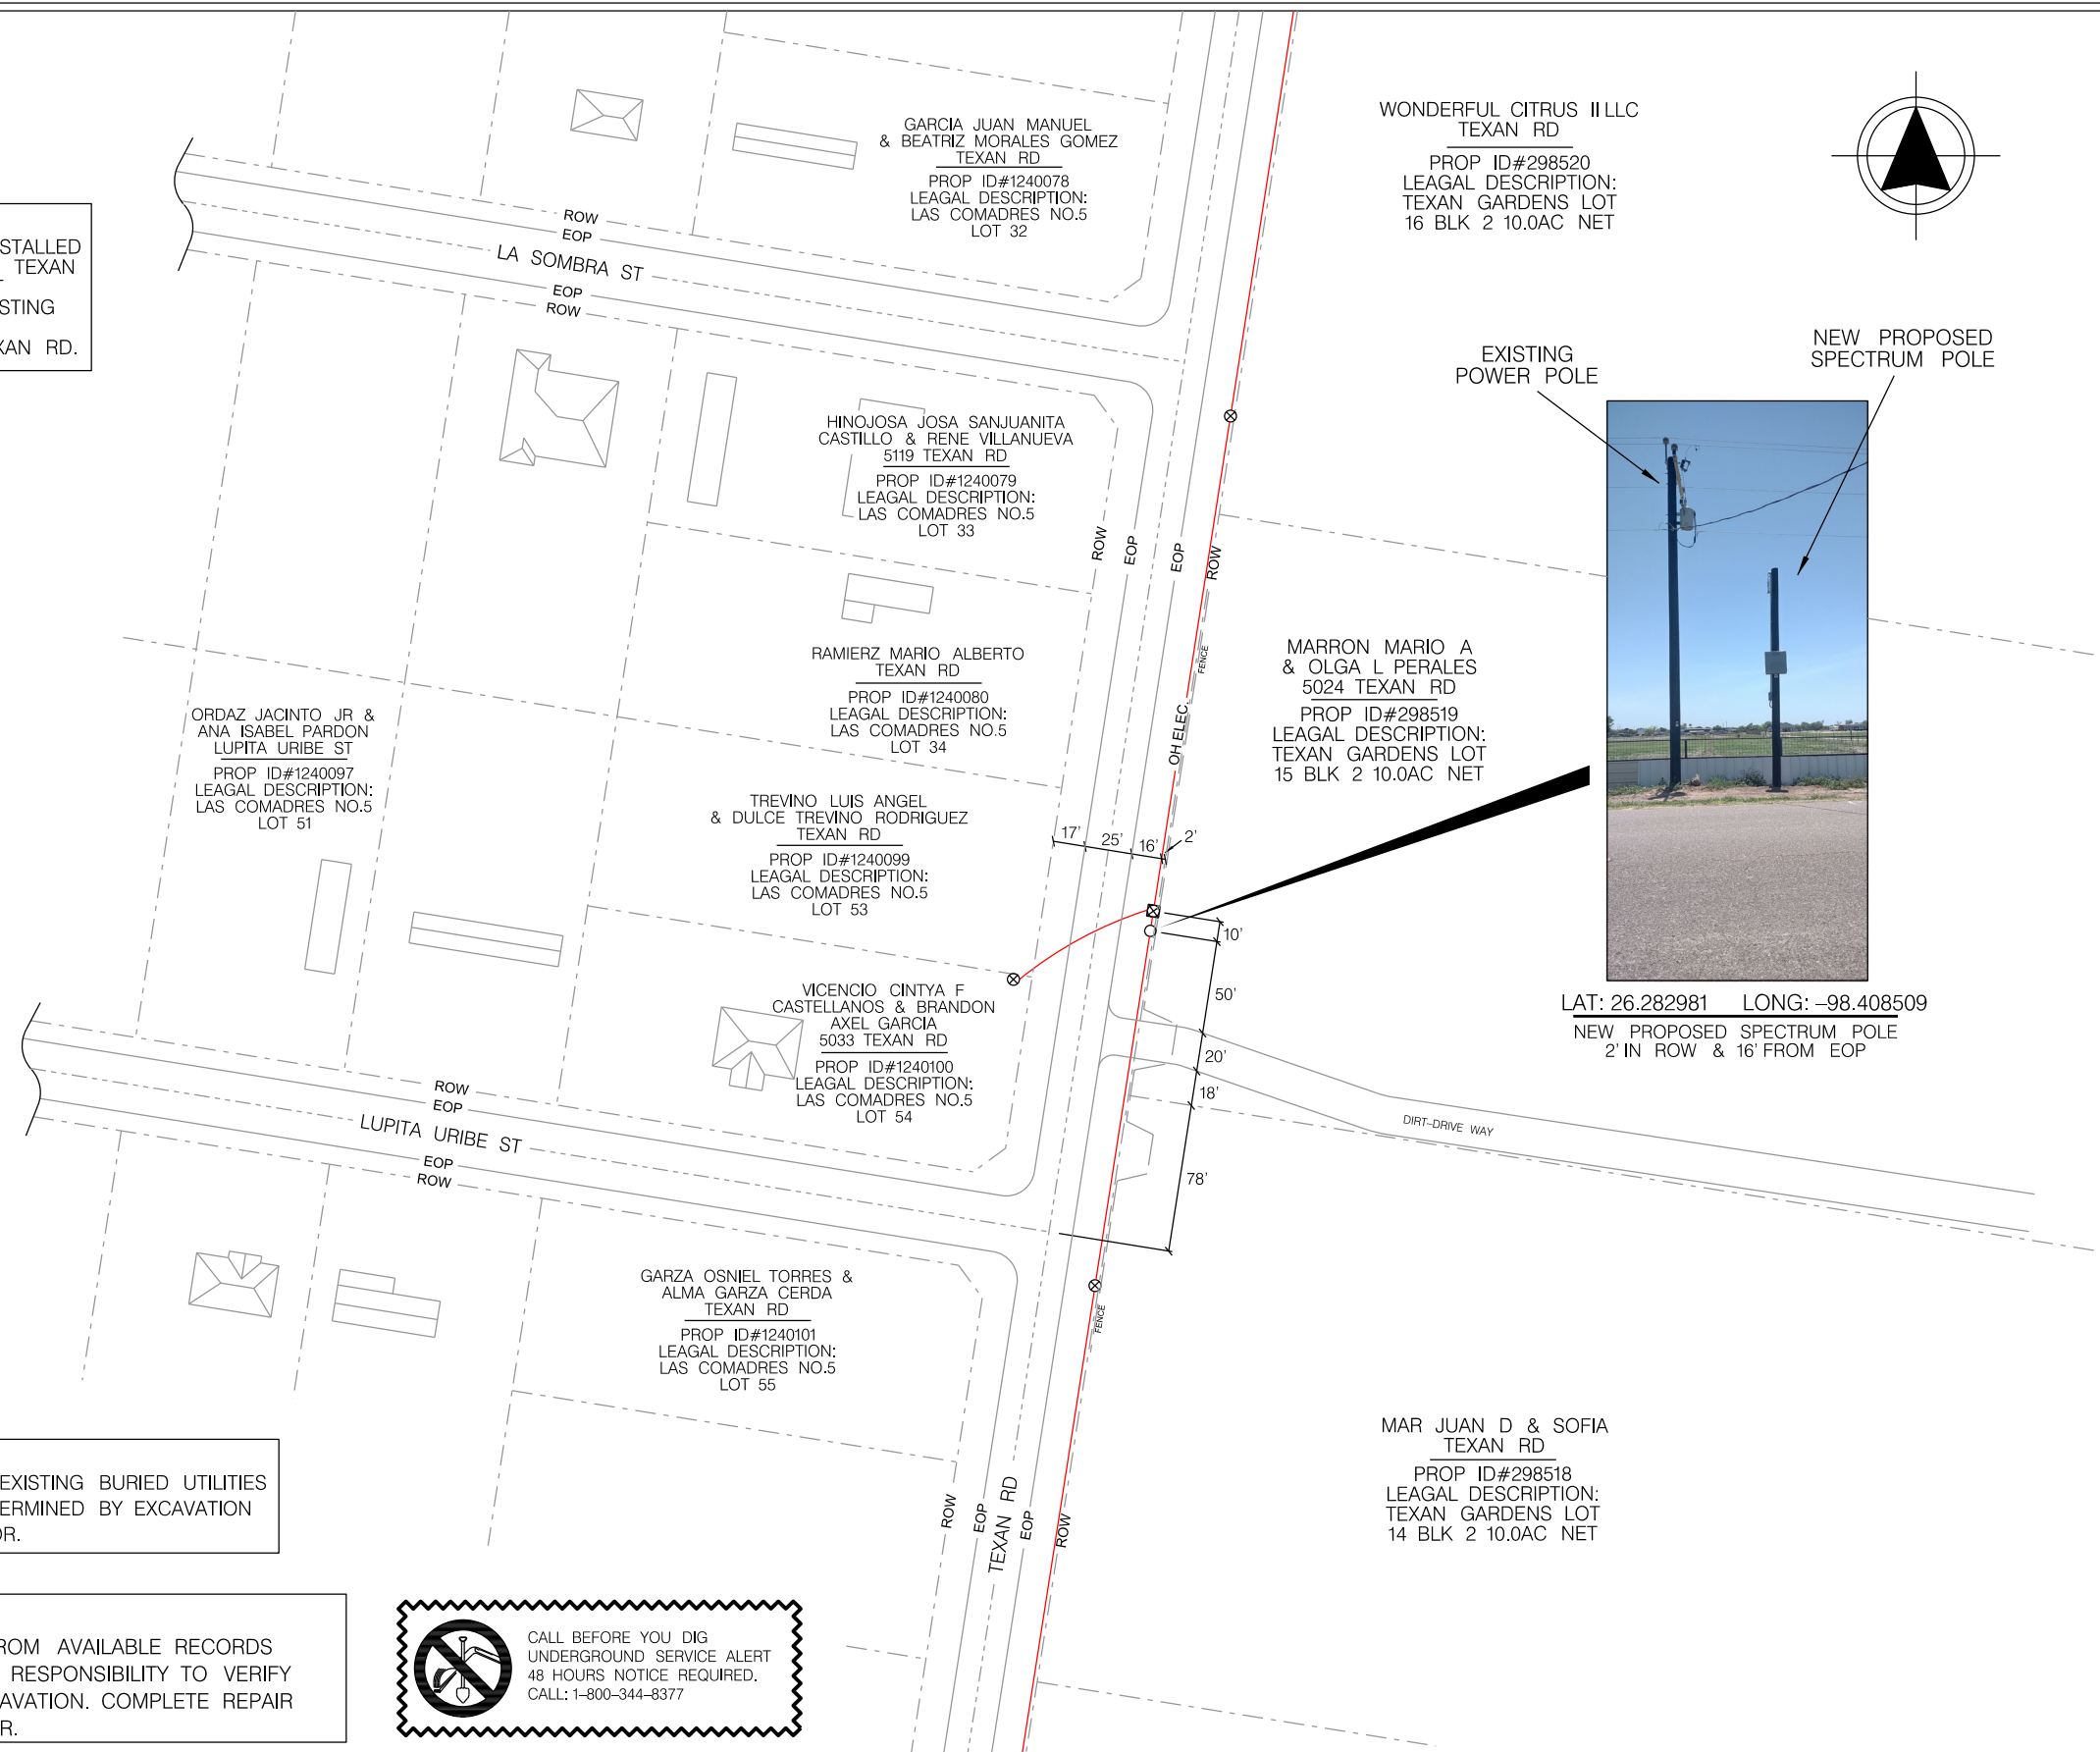 STALLED
TEXAN
STING
XAN RD.
GARCIA JUAN MANUEL
& BEATRIZ MORALES GOMEZ
TEXAN RD
PROP ID#1240078
LEAGAL DESCRIPTION:
LAS COMADRES NO.5
LOT 32
WONDERFUL CITRUS II LLC
TEXAN RD
PROP ID#298520
LEAGAL DESCRIPTION:
TEXAN GARDENS LOT
16 BLK 2 10.0AC NET
ROW
EOP
LA SOMBRA ST
EOP
ROW
EXISTING
POWER POLE
NEW PROPOSED
SPECTRUM POLE
HINOJOSA JOSA SANJUANITA
CASTILLO & RENE VILLANUEVA
5119 TEXAN RD
PROP ID#1240079
LEAGAL DESCRIPTION:
LAS COMADRES NO.5
LOT 33
ROW
EOP
EOP
ROW
FENCE
OH ELEC.
RAMIERZ MARIO ALBERTO
TEXAN RD
PROP ID#1240080
LEAGAL DESCRIPTION:
LAS COMADRES NO.5
LOT 34
MARRON MARIO A
& OLGA L PERALES
5024 TEXAN RD
PROP ID#298519
LEAGAL DESCRIPTION:
TEXAN GARDENS LOT
15 BLK 2 10.0AC NET
ORDAZ JACINTO JR &
ANA ISABEL PARDON
LUPITA URIBE ST
PROP ID#1240097
LEAGAL DESCRIPTION:
LAS COMADRES NO.5
LOT 51
TREVINO LUIS ANGEL
& DULCE TREVINO RODRIGUEZ
TEXAN RD
PROP ID#1240099
LEAGAL DESCRIPTION:
LAS COMADRES NO.5
LOT 53
17'
25'
16'
2'
10'
50'
20'
18'
78'
VICENCIO CINTYA F
CASTELLANOS & BRANDON
AXEL GARCIA
5033 TEXAN RD
PROP ID#1240100
LEAGAL DESCRIPTION:
LAS COMADRES NO.5
LOT 54
LAT: 26.282981 LONG: -98.408509
NEW PROPOSED SPECTRUM POLE
2' IN ROW & 16' FROM EOP
DIRT-DRIVE WAY
ROW
EOP
LUPITA URIBE ST
EOP
ROW
GARZA OSNIEL TORRES &
ALMA GARZA CERDA
TEXAN RD
PROP ID#1240101
LEAGAL DESCRIPTION:
LAS COMADRES NO.5
LOT 55
FENCE
MAR JUAN D & SOFIA
TEXAN RD
PROP ID#298518
LEAGAL DESCRIPTION:
TEXAN GARDENS LOT
14 BLK 2 10.0AC NET
ROW
EOP
TEXAN RD
EOP
ROW
EXISTING BURIED UTILITIES
ERMINED BY EXCAVATION
OR.
ROM AVAILABLE RECORDS
RESPONSIBILITY TO VERIFY
AVATION. COMPLETE REPAIR
R.
CALL BEFORE YOU DIG
UNDERGROUND SERVICE ALERT
48 HOURS NOTICE REQUIRED.
CALL: 1-800-344-8377